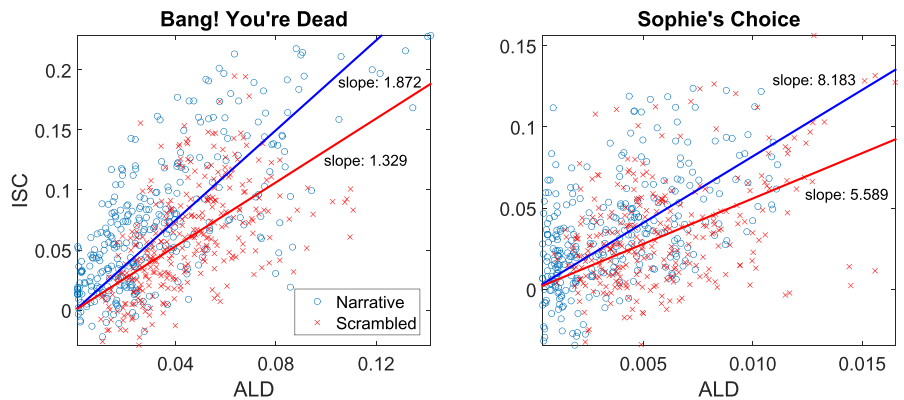 Bang! You're Dead
ISC
0.2
0.15
0.1
0.05
0
slope: 1.872
slope: 1.329
Narrative
Scrambled
0.04
0.08
0.12
ALD
Sophie's Choice
0.15
0.1
0.05
0
slope: 8.183
slope: 5.589
0.005
0.010
0.015
ALD